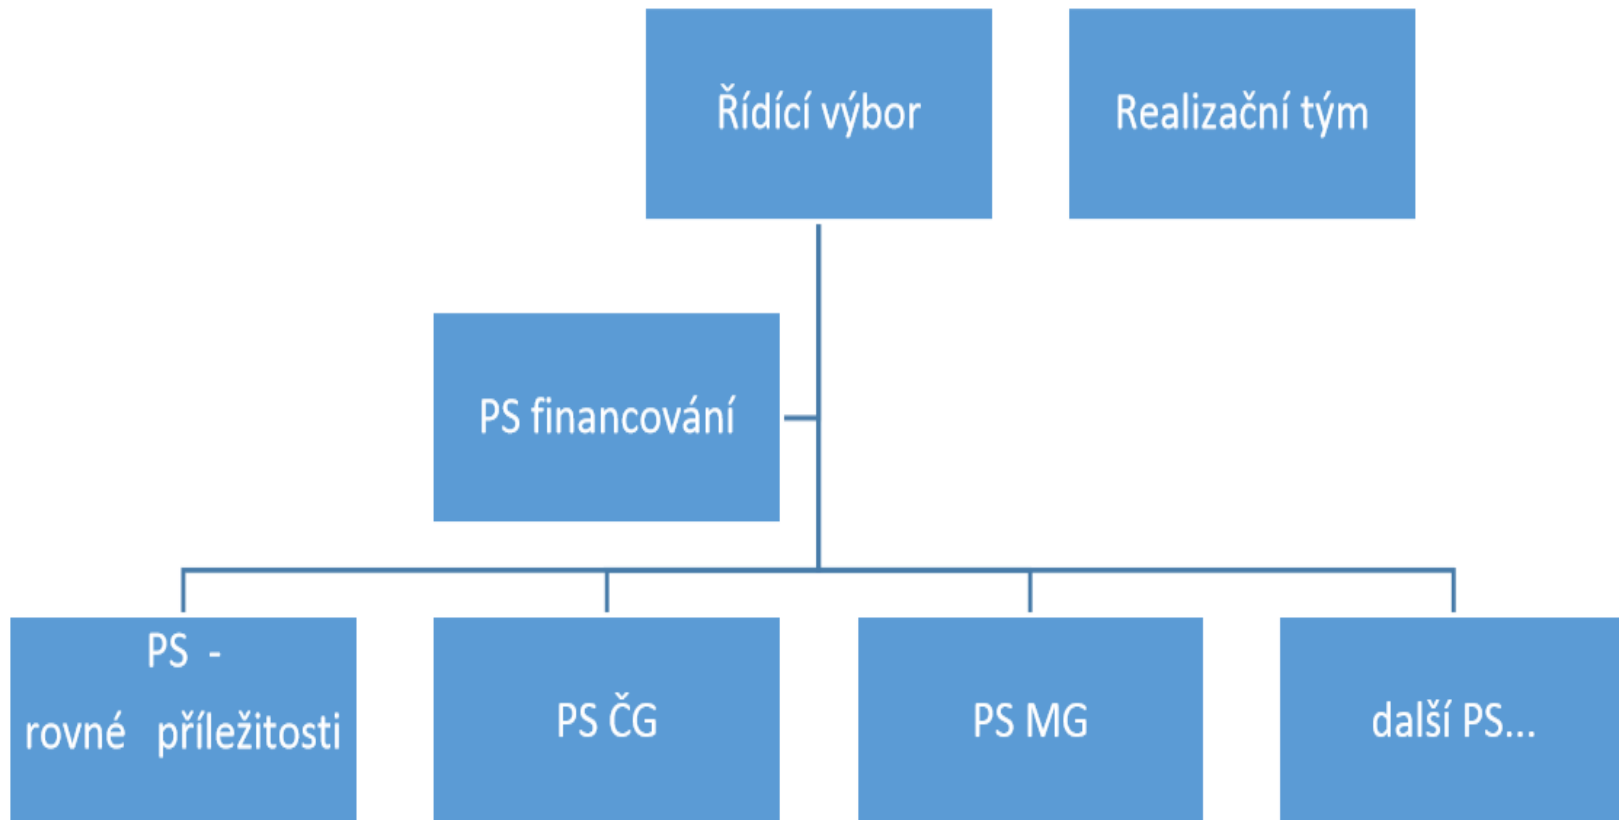 Řídící výbor
Realizační tým
PS financování
PS -
rovné příležitosti
PS ČG
PS MG
další PS...